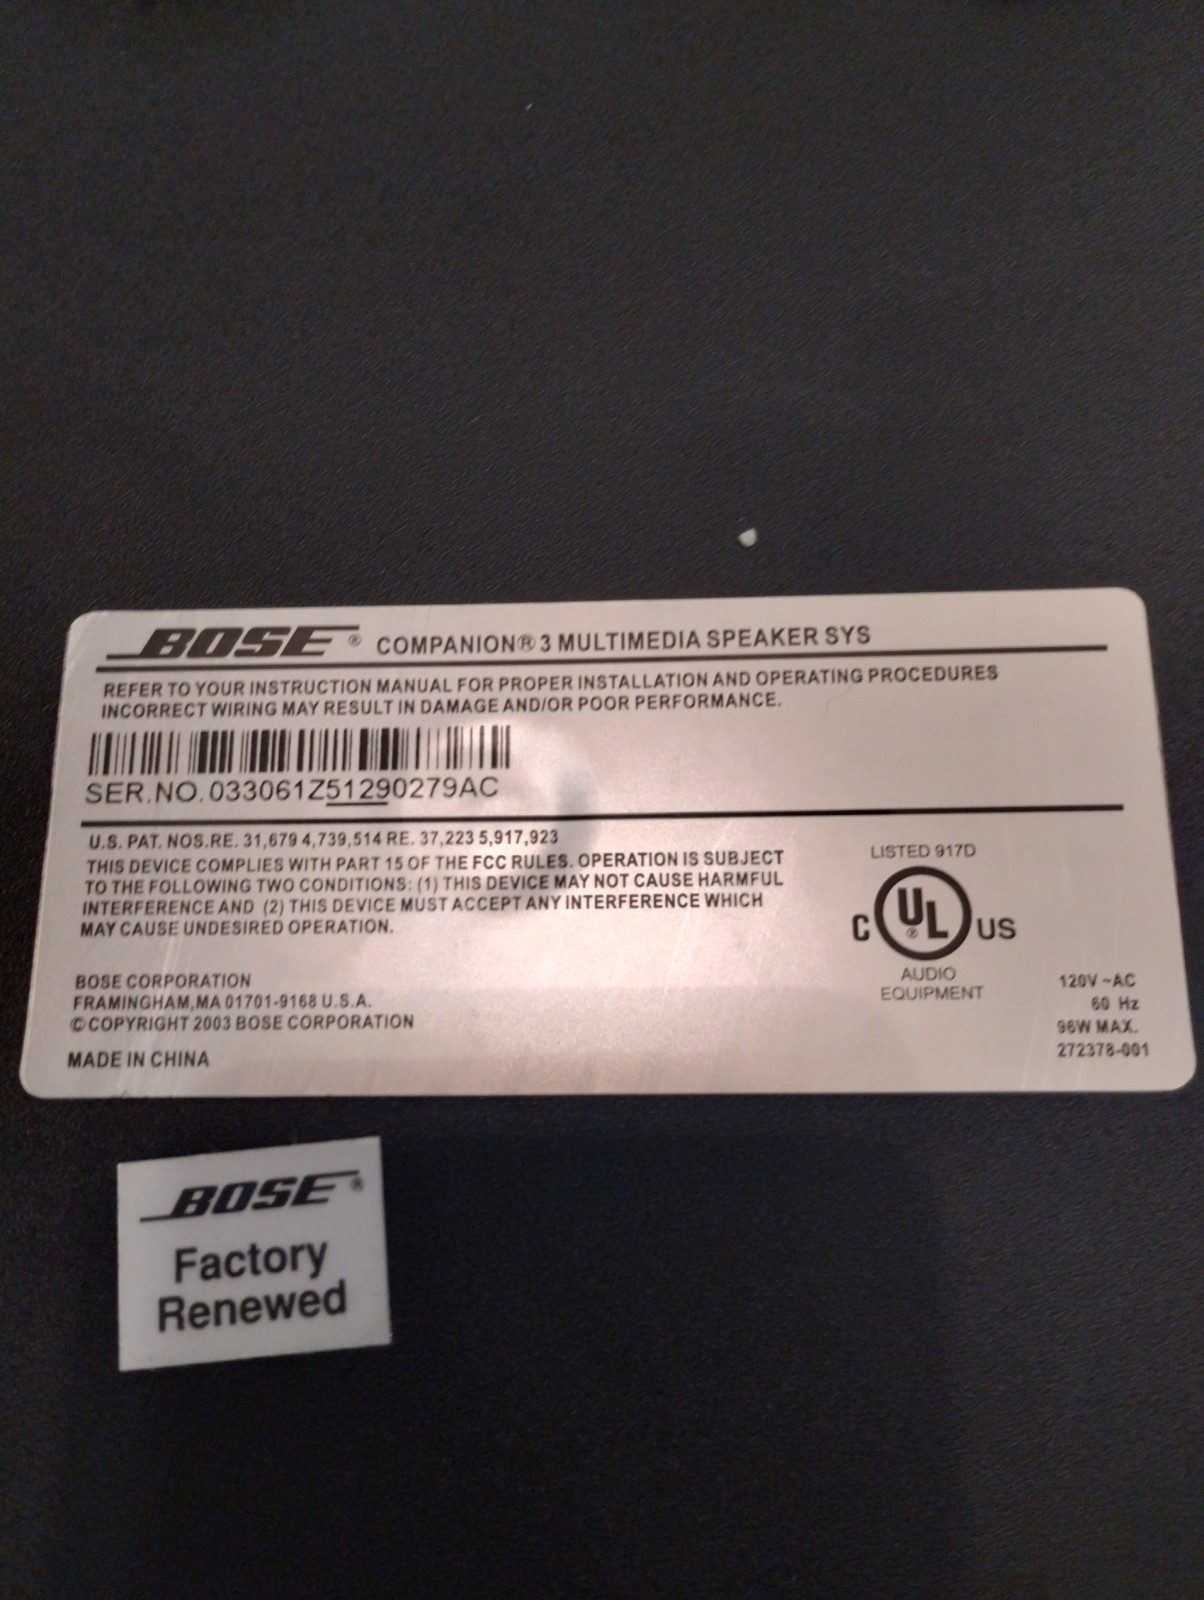 BOSE® COMPANION® 3 MULTIMEDIA SPEAKER SYS
REFER TO YOUR INSTRUCTION MANUAL FOR PROPER INSTALLATION AND OPERATING PROCEDURES
INCORRECT WIRING MAY RESULT IN DAMAGE AND/OR POOR PERFORMANCE.
SER.NO. 033061Z51290279AC
U.S. PAT. NOS.RE. 31,679 4,739,514 RE. 37,223 5,917,923
THIS DEVICE COMPLIES WITH PART 15 OF THE FCC RULES. OPERATION IS SUBJECT
TO THE FOLLOWING TWO CONDITIONS: (1) THIS DEVICE MAY NOT CAUSE HARMFUL
INTERFERENCE AND (2) THIS DEVICE MUST ACCEPT ANY INTERFERENCE WHICH
MAY CAUSE UNDESIRED OPERATION.
LISTED 917D
C UL® US
AUDIO
EQUIPMENT
BOSE CORPORATION
FRAMINGHAM,MA 01701-9168 U.S.A.
© COPYRIGHT 2003 BOSE CORPORATION
MADE IN CHINA
120V ~AC
60 Hz
96W MAX.
272378-001
BOSE®
Factory
Renewed